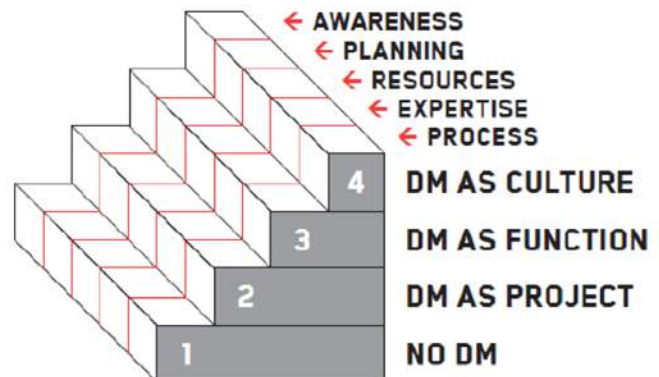 ← AWARENESS
← PLANNING
← RESOURCES
← EXPERTISE
← PROCESS
4 DM AS CULTURE
3 DM AS FUNCTION
2 DM AS PROJECT
1 NO DM